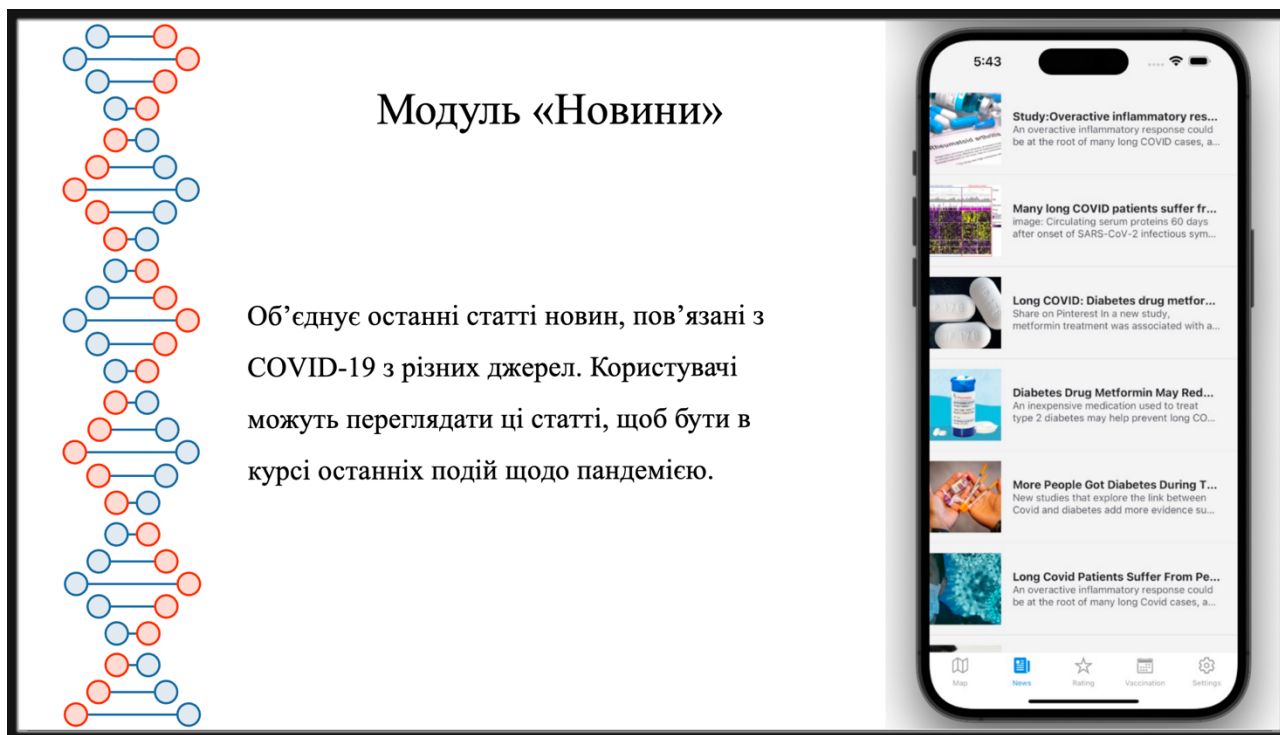 Модуль «Новини»
Об’єднує останні статті новин, пов’язані з
COVID-19 з різних джерел. Користувачі
можуть переглядати ці статті, щоб бути в
курсі останніх подій щодо пандемією.
5:43
Study:Overactive inflammatory res...
An overactive inflammatory response could
be at the root of many long COVID cases, a...
Rheumatoid arthritis
Many long COVID patients suffer fr...
image: Circulating serum proteins 60 days
after onset of SARS-CoV-2 infectious sym...
Long COVID: Diabetes drug metfor...
Share on Pinterest In a new study,
metformin treatment was associated with a...
Diabetes Drug Metformin May Red...
An inexpensive medication used to treat
type 2 diabetes may help prevent long CO...
More People Got Diabetes During T...
New studies that explore the link between
Covid and diabetes add more evidence su...
Long Covid Patients Suffer From Pe...
An overactive inflammatory response could
be at the root of many long Covid cases, a...
Map
News
Rating
Vaccination
Settings